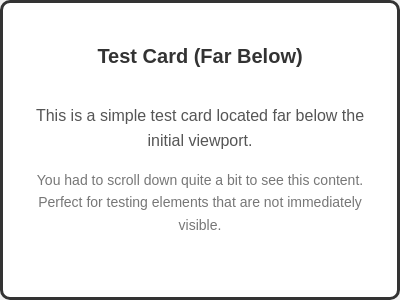 Test Card (Far Below)
This is a simple test card located far below the
initial viewport.
You had to scroll down quite a bit to see this content.
Perfect for testing elements that are not immediately
visible.